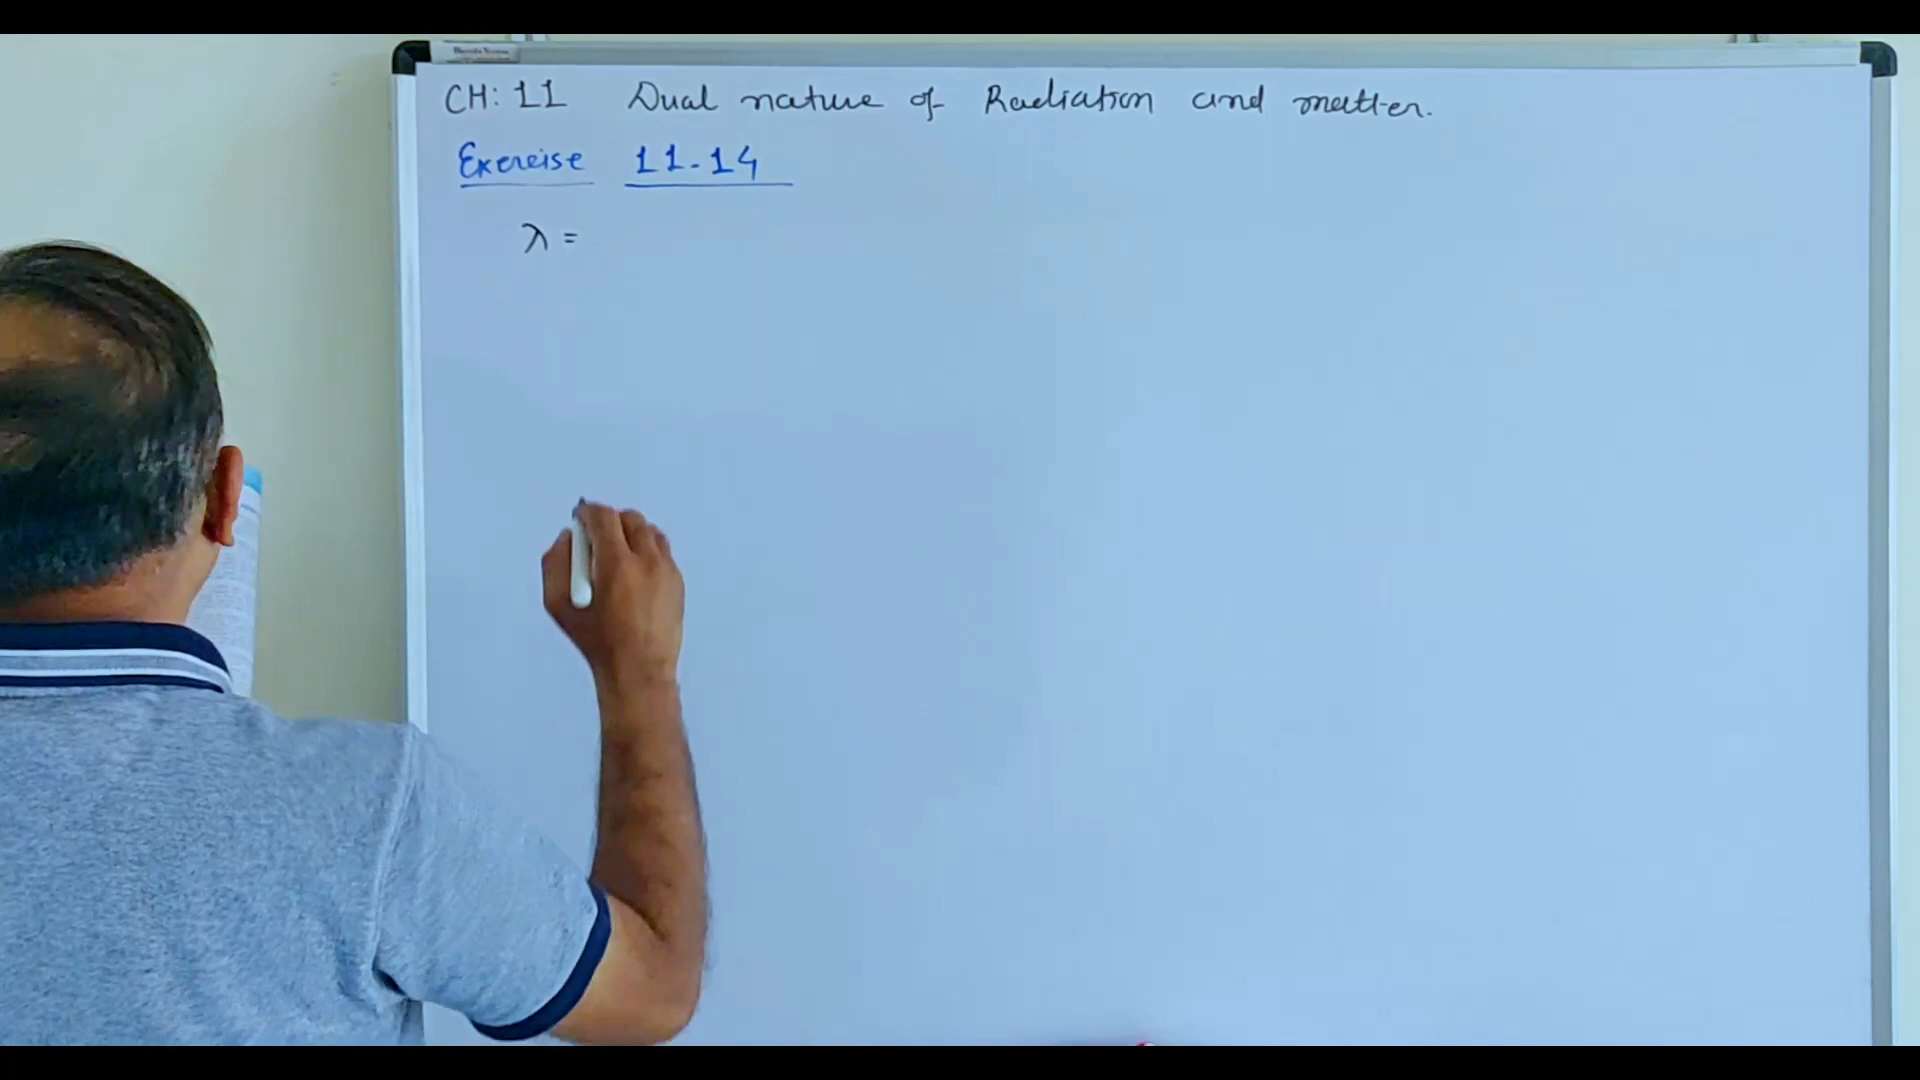 CH: 11 Dual nature of Radiation and matter.
Exercise 11.14
λ =